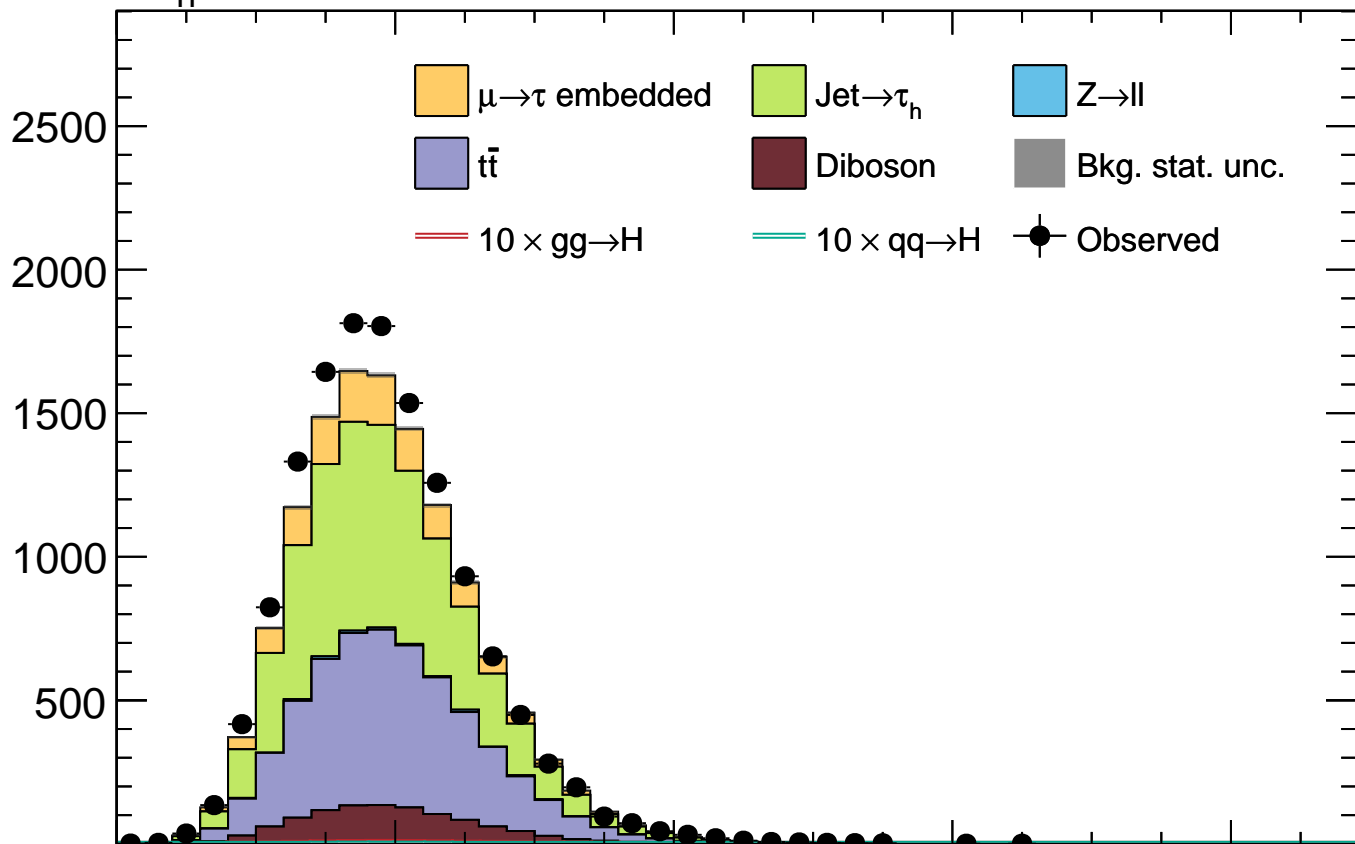 μ→τ embedded Jet→τh Z→ll
2500
tt̄ Diboson Bkg. stat. unc.
10 × gg→H 10 × qq→H Observed
2000
1500
1000
500